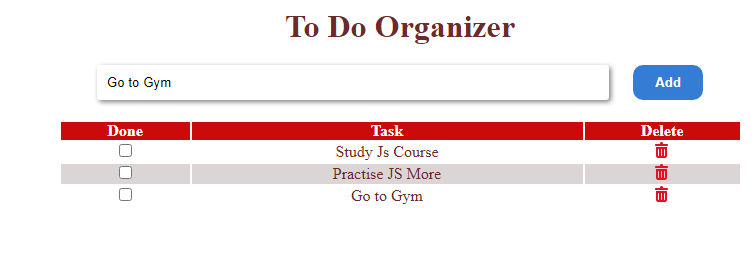 To Do Organizer
Go to Gym Add
Done Task Delete
Study Js Course
Practise JS More
Go to Gym